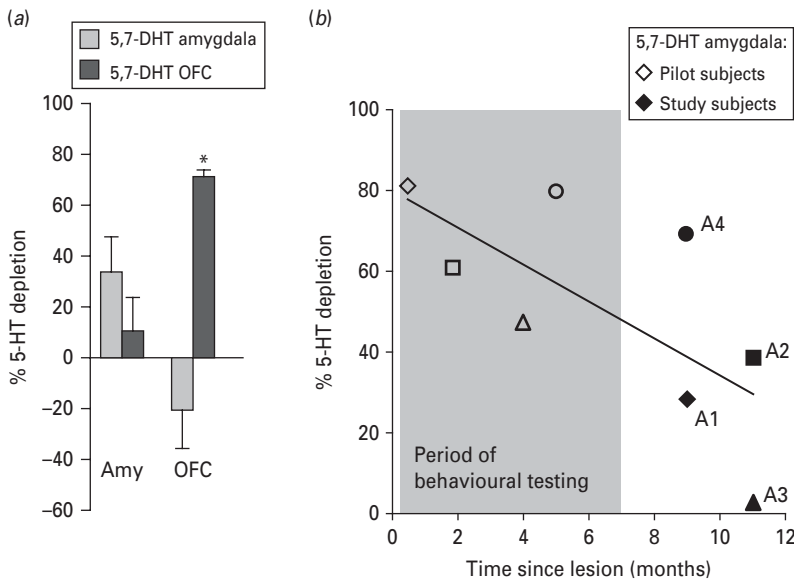 (a)
5,7-DHT amygdala
5,7-DHT OFC
100
80
60
40
20
0
–20
–40
–60
% 5-HT depletion
*
Amy OFC
(b)
5,7-DHT amygdala:
Pilot subjects
Study subjects
100
80
60
40
20
0
% 5-HT depletion
A4
A2
A1
A3
Period of
behavioural testing
0 2 4 6 8 10 12
Time since lesion (months)